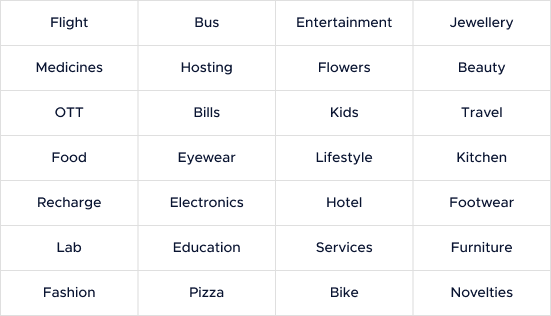 Flight Bus Entertainment Jewellery
Medicines Hosting Flowers Beauty
OTT Bills Kids Travel
Food Eyewear Lifestyle Kitchen
Recharge Electronics Hotel Footwear
Lab Education Services Furniture
Fashion Pizza Bike Novelties